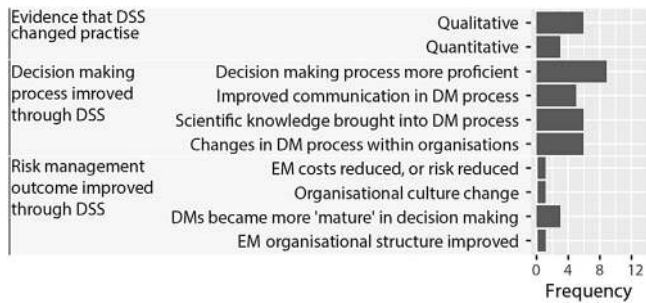 Evidence that DSS
changed practise
Qualitative
Quantitative
Decision making
process imroved
through DSS
Decision making process more proficient
Improved communication in DM process
Scientific knowledge brought into DM process
Changes in DM process within organisations
Risk management
outcome improved
through DSS
EM costs reduced, or risk reduced
Organisational culture change
DMs became more 'mature' in decision making
EM organisational structure improved
0 4 8 12
Frequency